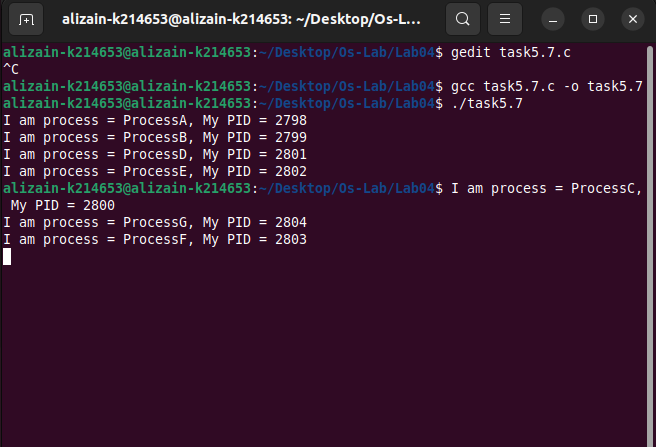 alizain-k214653@alizain-k214653: ~/Desktop/Os-L...
alizain-k214653@alizain-k214653:~/Desktop/Os-Lab/Lab04$ gedit task5.7.c
^C
alizain-k214653@alizain-k214653:~/Desktop/Os-Lab/Lab04$ gcc task5.7.c -o task5.7
alizain-k214653@alizain-k214653:~/Desktop/Os-Lab/Lab04$ ./task5.7
I am process = ProcessA, My PID = 2798
I am process = ProcessB, My PID = 2799
I am process = ProcessD, My PID = 2801
I am process = ProcessE, My PID = 2802
alizain-k214653@alizain-k214653:~/Desktop/Os-Lab/Lab04$ I am process = ProcessC,
 My PID = 2800
I am process = ProcessG, My PID = 2804
I am process = ProcessF, My PID = 2803